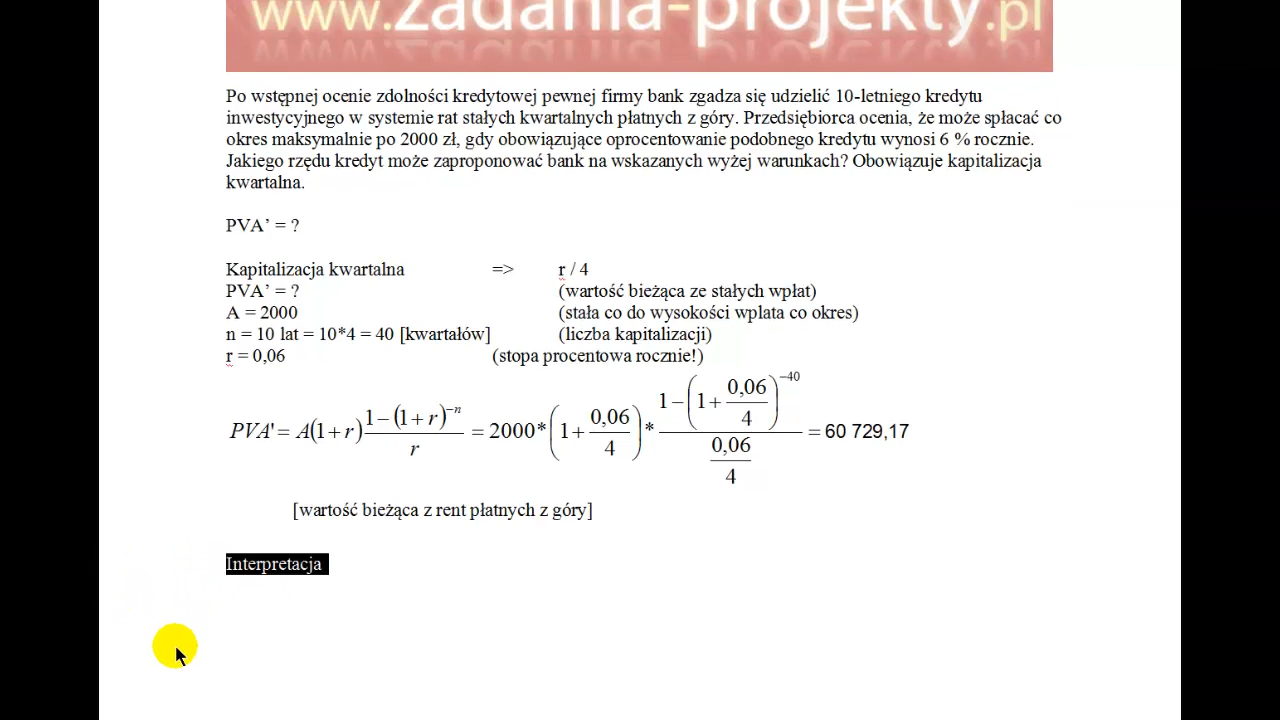 www.zadania-projekty.pl
Po wstępnej ocenie zdolności kredytowej pewnej firmy bank zgadza się udzielić 10-letniego kredytu
inwestycyjnego w systemie rat stałych kwartalnych płatnych z góry. Przedsiębiorca ocenia, że może spłacać co
okres maksymalnie po 2000 zł, gdy obowiązujące oprocentowanie podobnego kredytu wynosi 6 % rocznie.
Jakiego rzędu kredyt może zaproponować bank na wskazanych wyżej warunkach? Obowiązuje kapitalizacja
kwartalna.
PVA’ = ?
Kapitalizacja kwartalna => r / 4
PVA’ = ? (wartość bieżąca ze stałych wpłat)
A = 2000 (stała co do wysokości wplata co okres)
n = 10 lat = 10*4 = 40 [kwartałów] (liczba kapitalizacji)
r = 0,06 (stopa procentowa rocznie!)
PVA' = A(1+r) \frac{1-(1+r)^{-n}}{r} = 2000*(1+\frac{0,06}{4})*\frac{1-(1+\frac{0,06}{4})^{-40}}{\frac{0,06}{4}} = 60 729,17
[wartość bieżąca z rent płatnych z góry]
Interpretacja